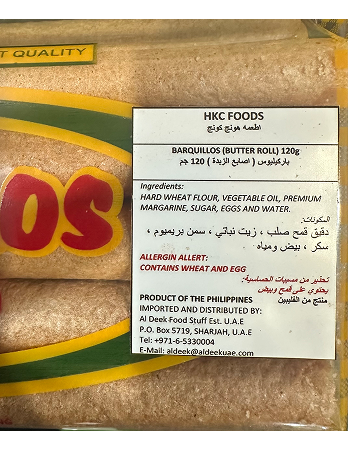 T QUALITY
OS
HKC FOODS
اطعمه هونج كونج
BARQUILLOS (BUTTER ROLL) 120g
باركيليوس ( اصابع الزبدة ) 120 جم
Ingredients:
HARD WHEAT FLOUR, VEGETABLE OIL, PREMIUM
MARGARINE, SUGAR, EGGS AND WATER.
المكونات:
دقيق قمح صلب ، زيت نباتي ، سمن بريميوم ،
سكر ، بيض ومياه
ALLERGIN ALLERT:
CONTAINS WHEAT AND EGG
تحذير من مسببات الحساسية:
يحتوي على قمح وبيض
PRODUCT OF THE PHILIPPINES
منتج من الفلبين
IMPORTED AND DISTRIBUTED BY:
Al Deek Food Stuff Est. U.A.E
P.O. Box 5719, SHARJAH, U.A.E
Tel: +971-6-5330004
E-Mail: aldeek@aldeekuae.com